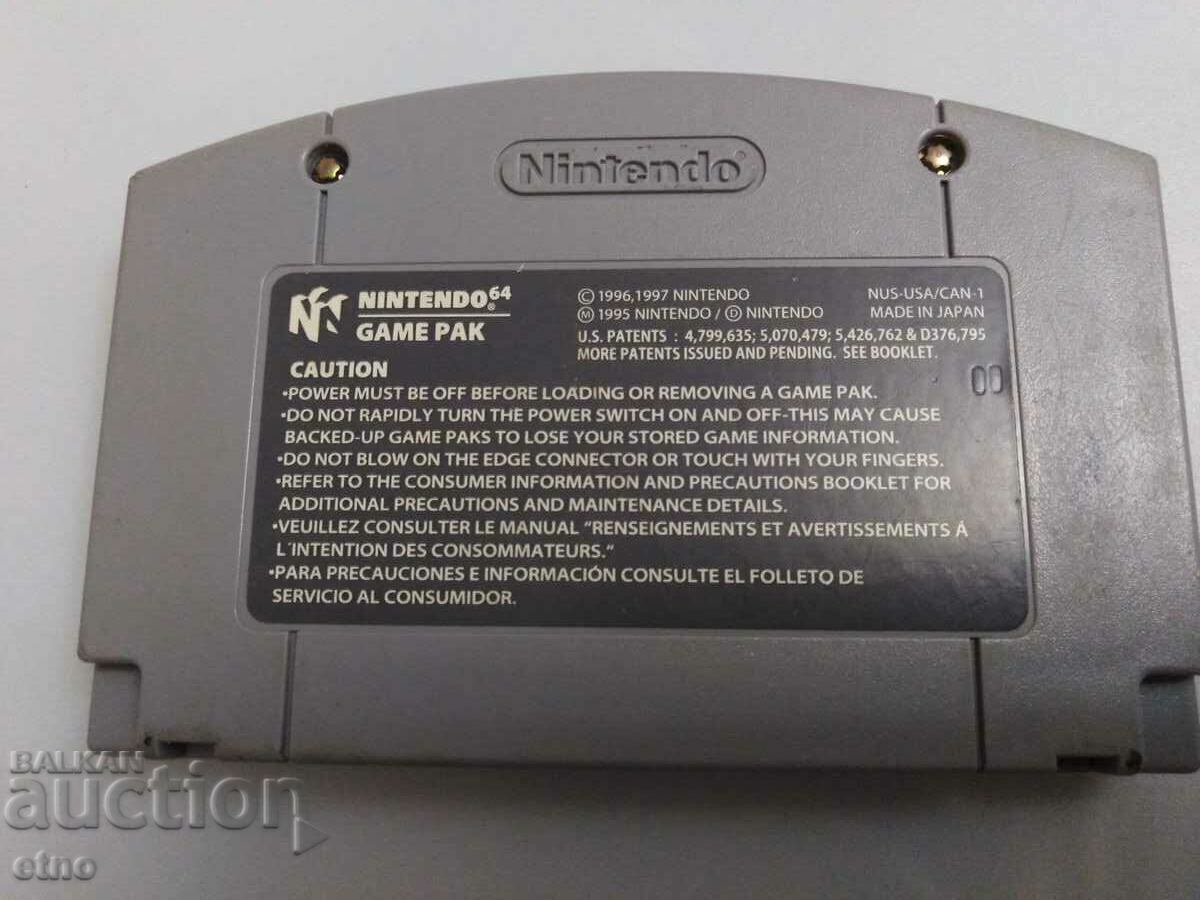 Nintendo
NINTENDO 64
®
GAME PAK
© 1996,1997 NINTENDO
Ⓜ 1995 NINTENDO / Ⓓ NINTENDO
NUS-USA/CAN-1
MADE IN JAPAN
U.S. PATENTS : 4,799,635; 5,070,479; 5,426,762 & D376,795
MORE PATENTS ISSUED AND PENDING. SEE BOOKLET.
00
CAUTION
•POWER MUST BE OFF BEFORE LOADING OR REMOVING A GAME PAK.
•DO NOT RAPIDLY TURN THE POWER SWITCH ON AND OFF-THIS MAY CAUSE
BACKED-UP GAME PAKS TO LOSE YOUR STORED GAME INFORMATION.
•DO NOT BLOW ON THE EDGE CONNECTOR OR TOUCH WITH YOUR FINGERS.
•REFER TO THE CONSUMER INFORMATION AND PRECAUTIONS BOOKLET FOR
ADDITIONAL PRECAUTIONS AND MAINTENANCE DETAILS.
•VEUILLEZ CONSULTER LE MANUAL "RENSEIGNEMENTS ET AVERTISSEMENTS Á
L'INTENTION DES CONSOMMATEURS."
•PARA PRECAUCIONES E INFORMACIÓN CONSULTE EL FOLLETO DE
SERVICIO AL CONSUMIDOR.
BALKAN
auction
etno